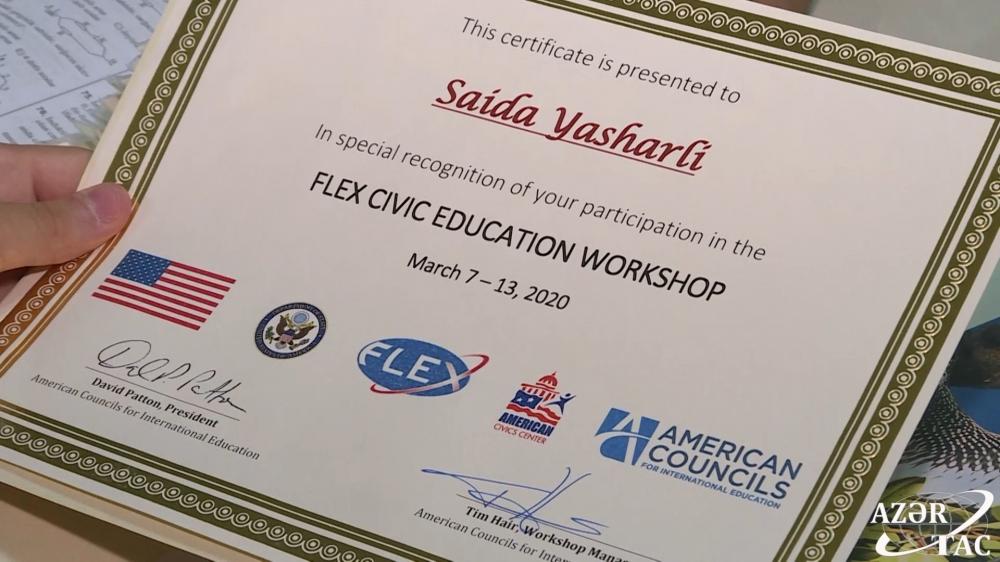 This certificate is presented to
Saida Yasharli
In special recognition of your participation in the
FLEX CIVIC EDUCATION WORKSHOP
March 7 – 13, 2020
FLEX
AMERICAN
CIVICS CENTER
AMERICAN
COUNCILS
FOR INTERNATIONAL EDUCATION
David Patton, President
American Councils for International Education
Tim Hair, Workshop
American Councils for
AZƏR
TAC